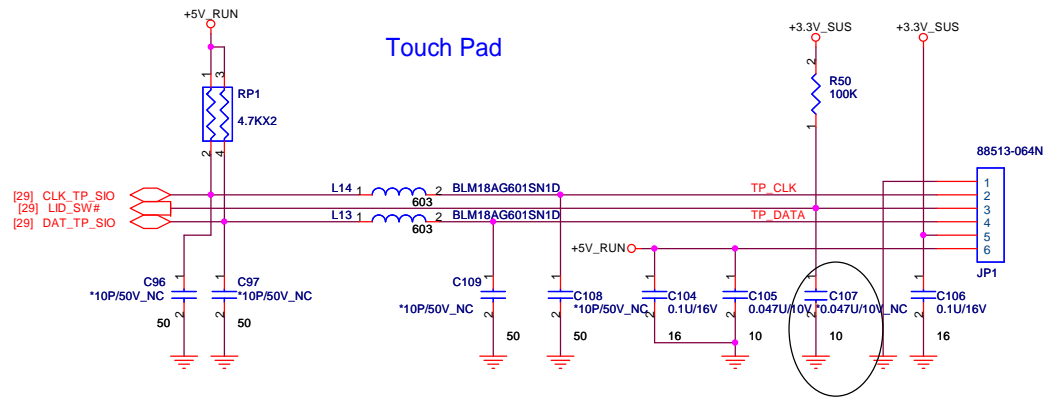 +5V_RUN
+3.3V_SUS
+3.3V_SUS
Touch Pad
1
3
RP1
4.7KX2
2
4
2
R50
100K
1
88513-064N
[29] CLK_TP_SIO
[29] LID_SW#
[29] DAT_TP_SIO
L14 1
2 BLM18AG601SN1D
603
TP_CLK
L13 1
2 BLM18AG601SN1D
603
TP_DATA
1
2
3
4
5
6
JP1
+5V_RUN
1
C96
*10P/50V_NC
2
50
1
C97
*10P/50V_NC
2
50
C109
1
*10P/50V_NC
2
50
1
C108
*10P/50V_NC
2
50
1
C104
0.1U/16V
2
16
1
C105
0.047U/10V
2
10
1
C107
*0.047U/10V_NC
2
10
1
C106
0.1U/16V
2
16